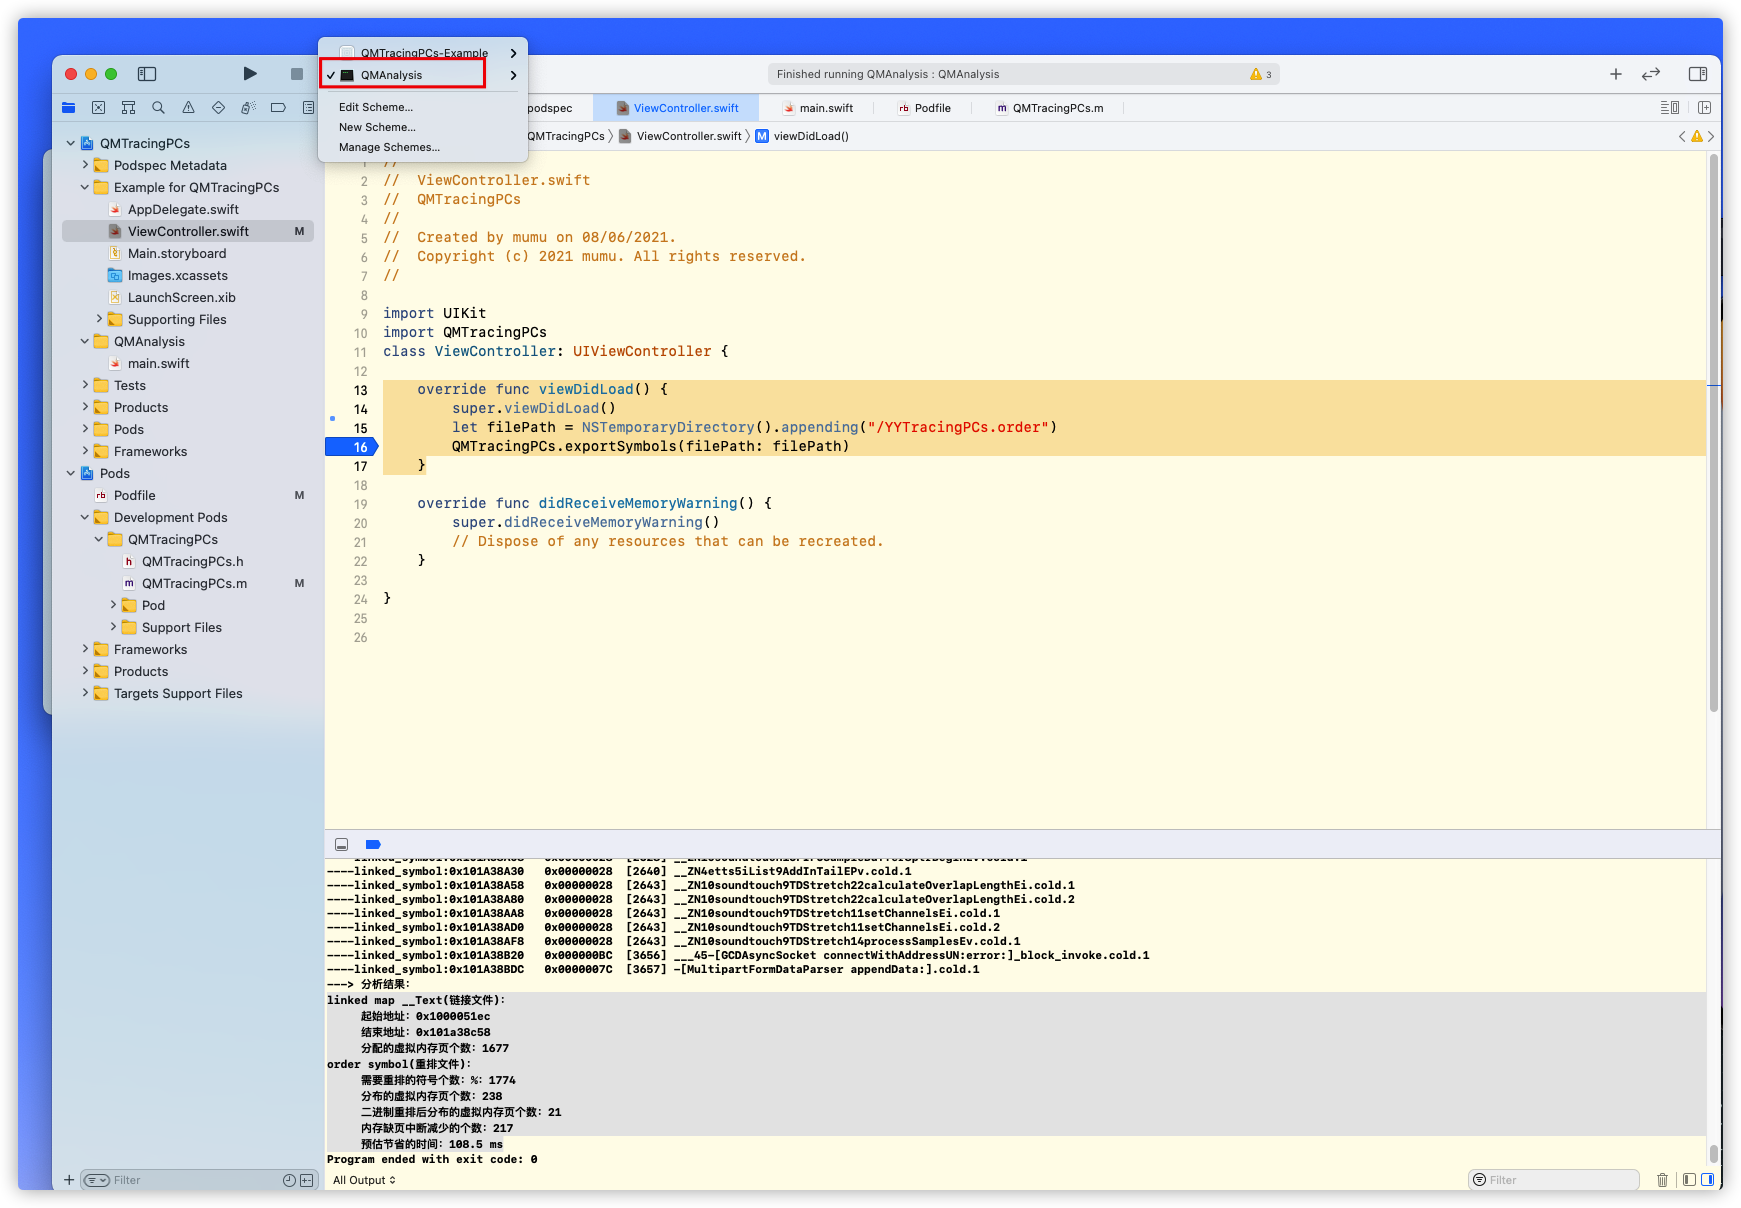 QMTracingPCs-Example
QMAnalysis
Edit Scheme...
New Scheme...
Manage Schemes...
Finished running QMAnalysis : QMAnalysis
3
podspec
ViewController.swift
main.swift
Podfile
QMTracingPCs.m
QMTracingPCs
ViewController.swift
M viewDidLoad()
QMTracingPCs
Podspec Metadata
Example for QMTracingPCs
AppDelegate.swift
ViewController.swift M
Main.storyboard
Images.xcassets
LaunchScreen.xib
Supporting Files
QMAnalysis
main.swift
Tests
Products
Pods
Frameworks
Pods
Podfile M
Development Pods
QMTracingPCs
QMTracingPCs.h
QMTracingPCs.m M
Pod
Support Files
Frameworks
Products
Targets Support Files
Filter
1 //
2 //  ViewController.swift
3 //  QMTracingPCs
4 //
5 //  Created by mumu on 08/06/2021.
6 //  Copyright (c) 2021 mumu. All rights reserved.
7 //
8
9 import UIKit
10 import QMTracingPCs
11 class ViewController: UIViewController {
12
13     override func viewDidLoad() {
14         super.viewDidLoad()
15         let filePath = NSTemporaryDirectory().appending("/YYTracingPCs.order")
16         QMTracingPCs.exportSymbols(filePath: filePath)
17     }
18
19     override func didReceiveMemoryWarning() {
20         super.didReceiveMemoryWarning()
21         // Dispose of any resources that can be recreated.
22     }
23
24 }
25
26
----linked_symbol:0x101A38A30   0x00000028  [2640] __ZN4etts5iList9AddInTailEPv.cold.1
----linked_symbol:0x101A38A58   0x00000028  [2643] __ZN10soundtouch9TDStretch22calculateOverlapLengthEi.cold.1
----linked_symbol:0x101A38A80   0x00000028  [2643] __ZN10soundtouch9TDStretch22calculateOverlapLengthEi.cold.2
----linked_symbol:0x101A38AA8   0x00000028  [2643] __ZN10soundtouch9TDStretch11setChannelsEi.cold.1
----linked_symbol:0x101A38AD0   0x00000028  [2643] __ZN10soundtouch9TDStretch11setChannelsEi.cold.2
----linked_symbol:0x101A38AF8   0x00000028  [2643] __ZN10soundtouch9TDStretch14processSamplesEv.cold.1
----linked_symbol:0x101A38B20   0x000000BC  [3656] ___45-[GCDAsyncSocket connectWithAddressUN:error:]_block_invoke.cold.1
----linked_symbol:0x101A38BDC   0x0000007C  [3657] -[MultipartFormDataParser appendData:].cold.1
---> 分析结果：
linked map __Text(链接文件)：
起始地址：0x1000051ec
结束地址：0x101a38c58
分配的虚拟内存页个数：1677
order symbol(重排文件)：
需要重排的符号个数：%：1774
分布的虚拟内存页个数：238
二进制重排后分布的虚拟内存页个数：21
内存缺页中断减少的个数：217
预估节省的时间：108.5 ms
Program ended with exit code: 0
All Output
Filter